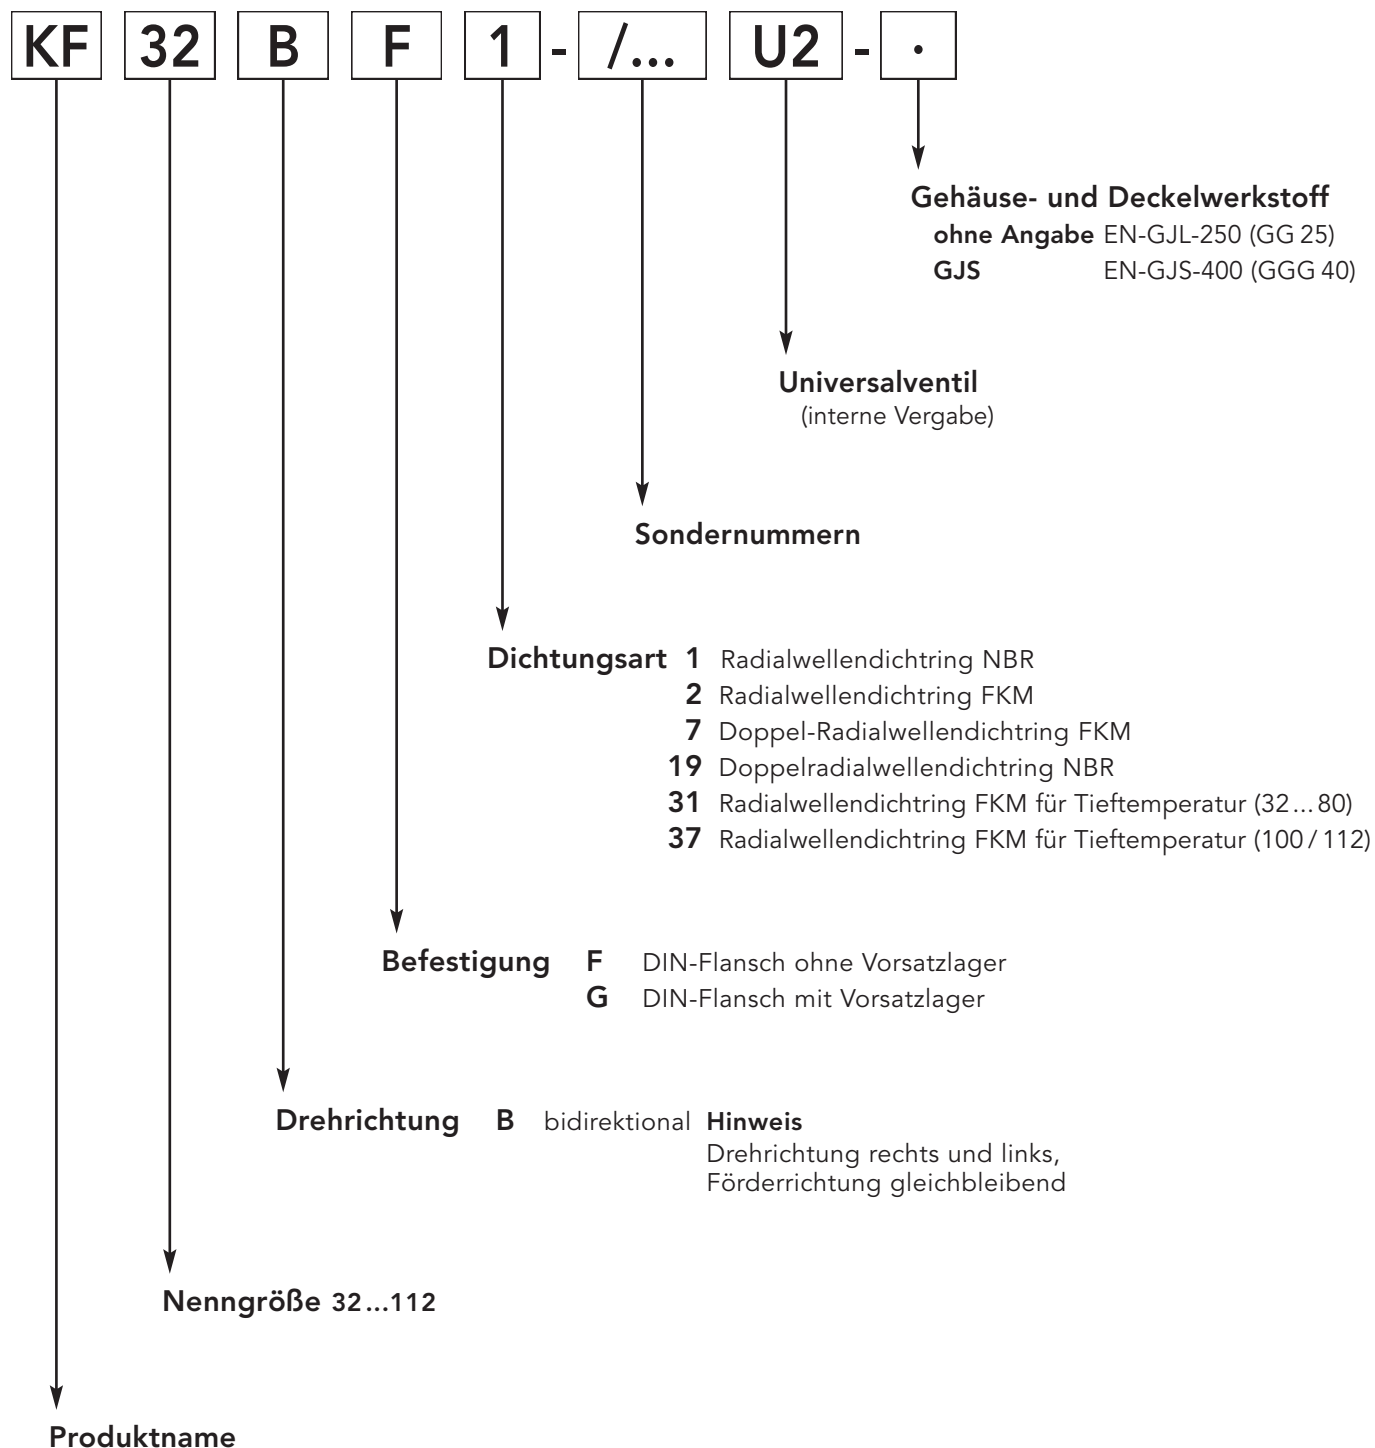 KF 32 B F 1 - /... U2 - ·
Gehäuse- und Deckelwerkstoff
ohne Angabe EN-GJL-250 (GG 25)
GJS EN-GJS-400 (GGG 40)
Universalventil
(interne Vergabe)
Sondernummern
Dichtungsart 1 Radialwellendichtring NBR
2 Radialwellendichtring FKM
7 Doppel-Radialwellendichtring FKM
19 Doppelradialwellendichtring NBR
31 Radialwellendichtring FKM für Tieftemperatur (32...80)
37 Radialwellendichtring FKM für Tieftemperatur (100/112)
Befestigung F DIN-Flansch ohne Vorsatzlager
G DIN-Flansch mit Vorsatzlager
Drehrichtung B bidirektional Hinweis
Drehrichtung rechts und links,
Förderrichtung gleichbleibend
Nenngröße 32...112
Produktname